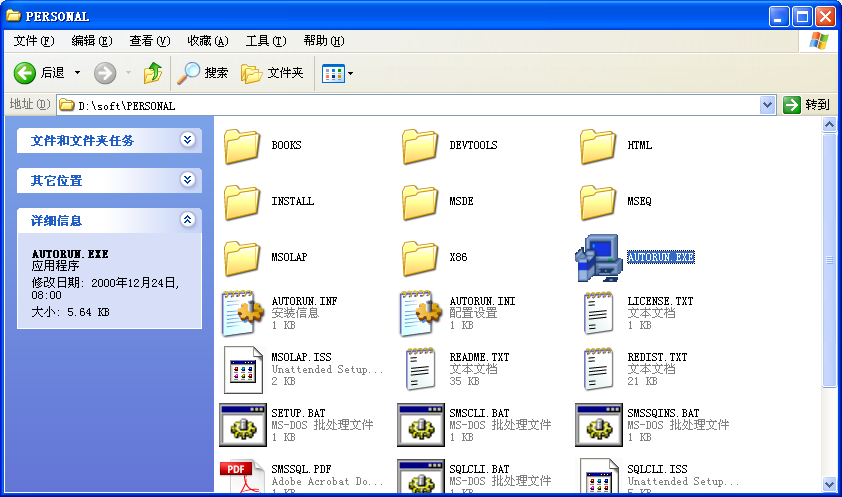 PERSONAL
文件(F) 编辑(E) 查看(V) 收藏(A) 工具(T) 帮助(H)
后退 搜索 文件夹
地址(D) D:\soft\PERSONAL 转到
文件和文件夹任务
其它位置
详细信息
AUTORUN.EXE
应用程序
修改日期: 2000年12月24日,
08:00
大小: 5.64 KB
BOOKS
DEVTOOLS
HTML
INSTALL
MSDE
MSEQ
MSOLAP
X86
AUTORUN.EXE
AUTORUN.INF
安装信息
1 KB
AUTORUN.INI
配置设置
1 KB
LICENSE.TXT
文本文档
1 KB
MSOLAP.ISS
Unattended Setup...
2 KB
README.TXT
文本文档
35 KB
REDIST.TXT
文本文档
21 KB
SETUP.BAT
MS-DOS 批处理文件
1 KB
SMSCLI.BAT
MS-DOS 批处理文件
1 KB
SMSSQINS.BAT
MS-DOS 批处理文件
1 KB
PDF
SMSSQL.PDF
Adobe Acrobat Do...
1 KB
SQLCLI.BAT
MS-DOS 批处理文件
1 KB
SQLCLI.ISS
Unattended Setup...